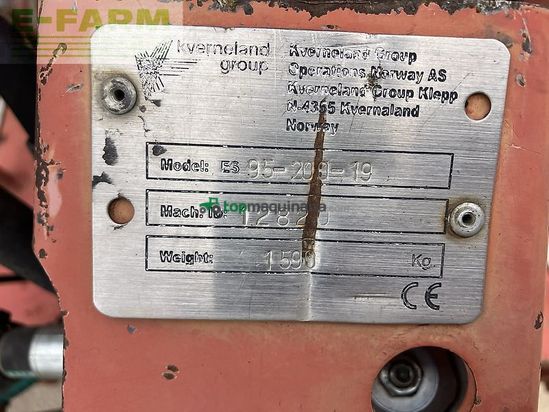 E-FARM
kverneland
group
Kverneland Group
Operations Norway AS
Kverneland Group Klepp
N-4355 Kvernaland
Norway
Model: ES 95-200-19
Mach. ID:
topmaquinaria
Weight: 1590 Kg
CE